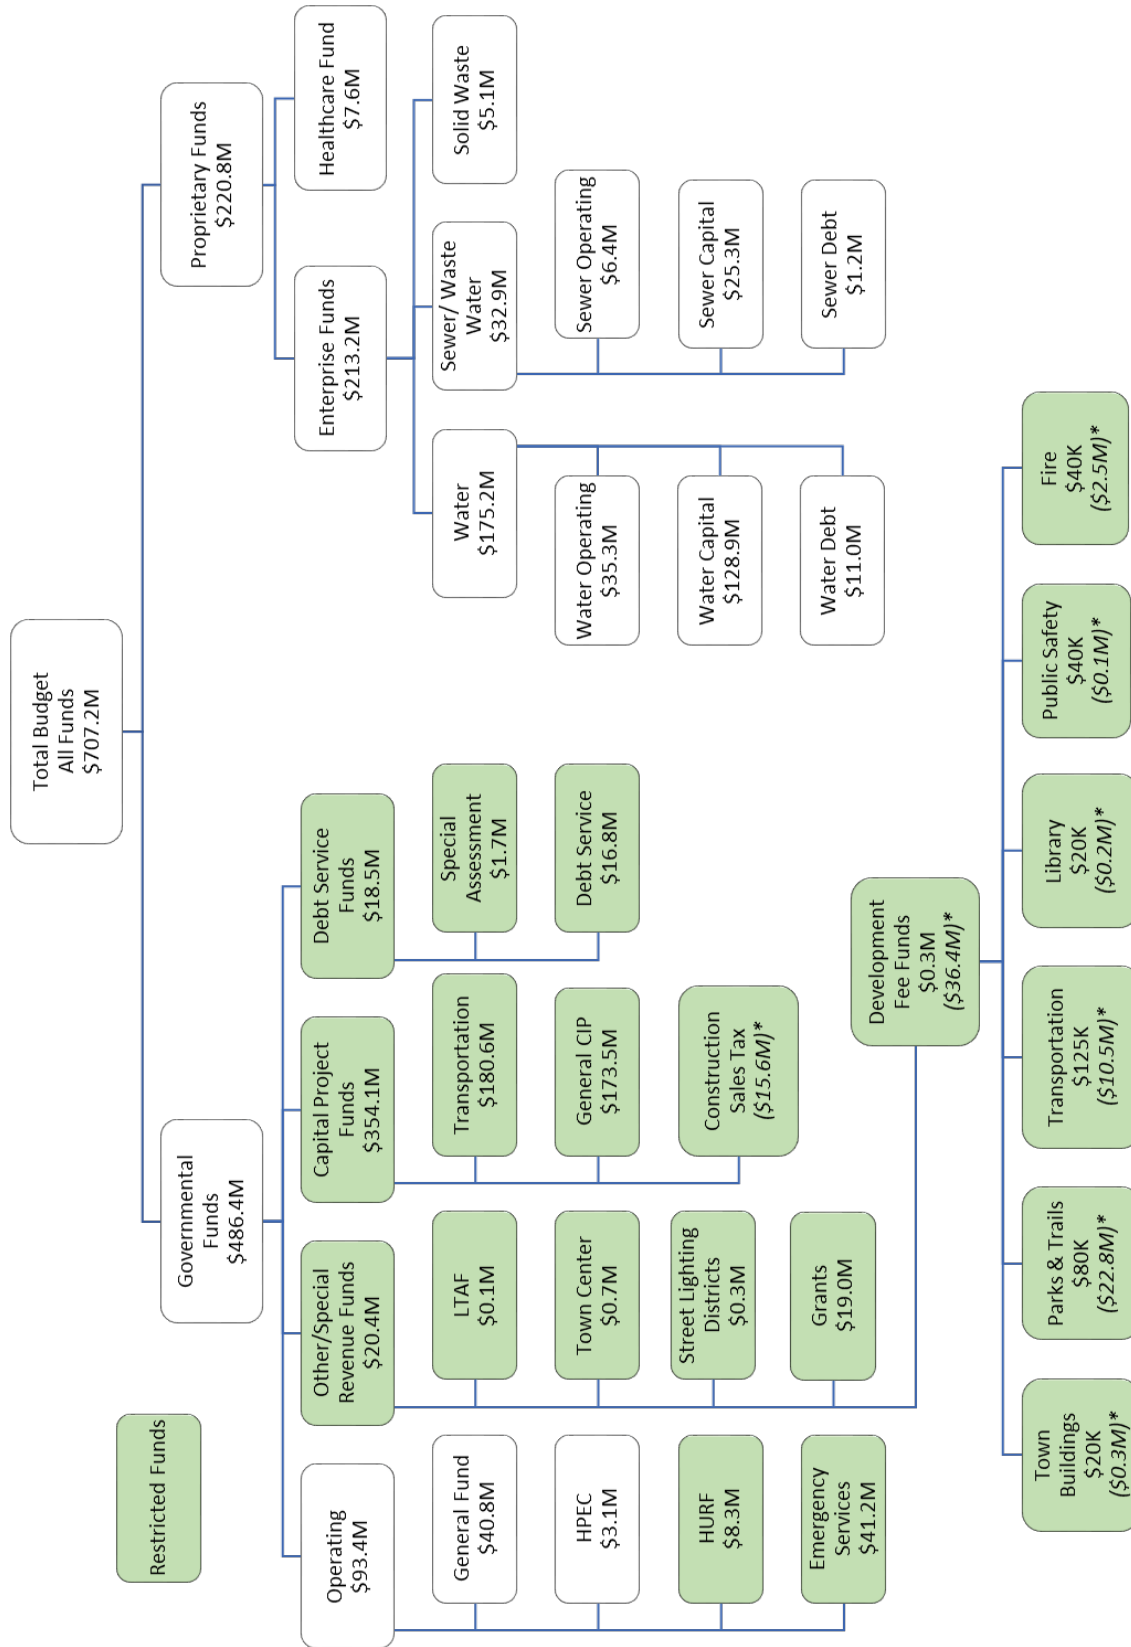 Total Budget
All Funds
$707.2M
Restricted Funds
Governmental
Funds
$486.4M
Proprietary Funds
$220.8M
Operating
$93.4M
Other/Special
Revenue Funds
$20.4M
Capital Project
Funds
$354.1M
Debt Service
Funds
$18.5M
Enterprise Funds
$213.2M
Healthcare Fund
$7.6M
General Fund
$40.8M
HPEC
$3.1M
HURF
$8.3M
Emergency
Services
$41.2M
LTAF
$0.1M
Town Center
$0.7M
Street Lighting
Districts
$0.3M
Grants
$19.0M
Transportation
$180.6M
General CIP
$173.5M
Construction
Sales Tax
($15.6M)*
Special
Assessment
$1.7M
Debt Service
$16.8M
Water
$175.2M
Water Operating
$35.3M
Water Capital
$128.9M
Water Debt
$11.0M
Sewer/ Waste
Water
$32.9M
Sewer Operating
$6.4M
Sewer Capital
$25.3M
Sewer Debt
$1.2M
Solid Waste
$5.1M
Development
Fee Funds
$0.3M
($36.4M)*
Town
Buildings
$20K
($0.3M)*
Parks & Trails
$80K
($22.8M)*
Transportation
$125K
($10.5M)*
Library
$20K
($0.2M)*
Public Safety
$40K
($0.1M)*
Fire
$40K
($2.5M)*